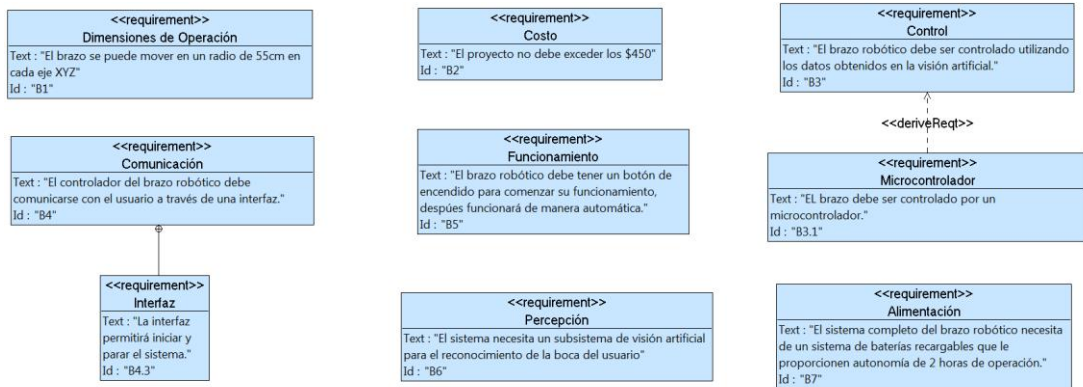 <<requirement>>
Dimensiones de Operación
Text : "El brazo se puede mover en un radio de 55cm en
cada eje XYZ"
Id : "B1"
<<requirement>>
Costo
Text : "El proyecto no debe exceder los $450"
Id : "B2"
<<requirement>>
Control
Text : "El brazo robótico debe ser controlado utilizando
los datos obtenidos en la visión artificial."
Id : "B3"
<<deriveReqt>>
<<requirement>>
Comunicación
Text : "El controlador del brazo robótico debe
comunicarse con el usuario a través de una interfaz."
Id : "B4"
<<requirement>>
Funcionamiento
Text : "El brazo robótico debe tener un botón de
encendido para comenzar su funcionamiento,
despúes funcionará de manera automática."
Id : "B5"
<<requirement>>
Microcontrolador
Text : "EL brazo debe ser controlado por un
microcontrolador."
Id : "B3.1"
<<requirement>>
Interfaz
Text : "La interfaz
permitirá iniciar y
parar el sistema."
Id : "B4.3"
<<requirement>>
Percepción
Text : "El sistema necesita un subsistema de visión artificial
para el reconocimiento de la boca del usuario"
Id : "B6"
<<requirement>>
Alimentación
Text : "El sistema completo del brazo robótico necesita
de un sistema de baterías recargables que le
proporcionen autonomía de 2 horas de operación."
Id : "B7"